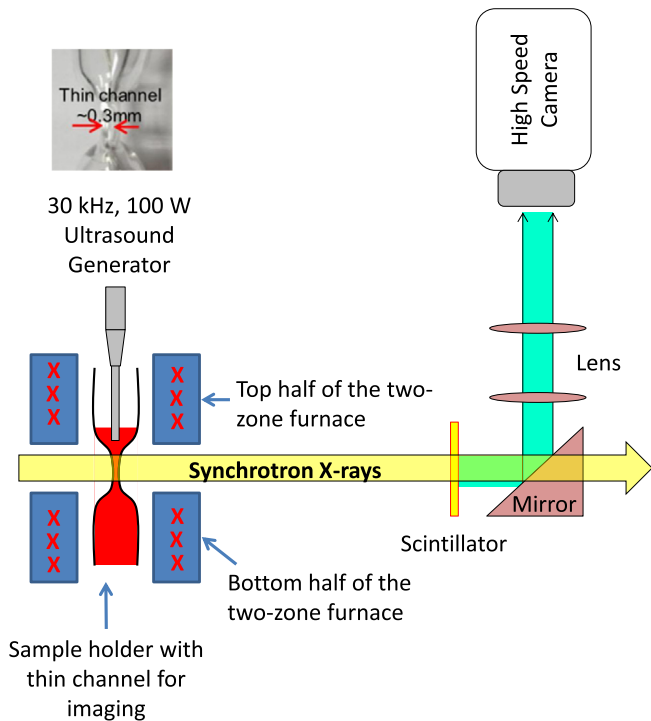 Thin channel
~0.3mm
30 kHz, 100 W
Ultrasound
Generator
High Speed
Camera
Lens
X X
X X
X X
Top half of the two-
zone furnace
Synchrotron X-rays
Mirror
Scintillator
X X
X X
X X
Bottom half of the
two-zone furnace
Sample holder with
thin channel for
imaging